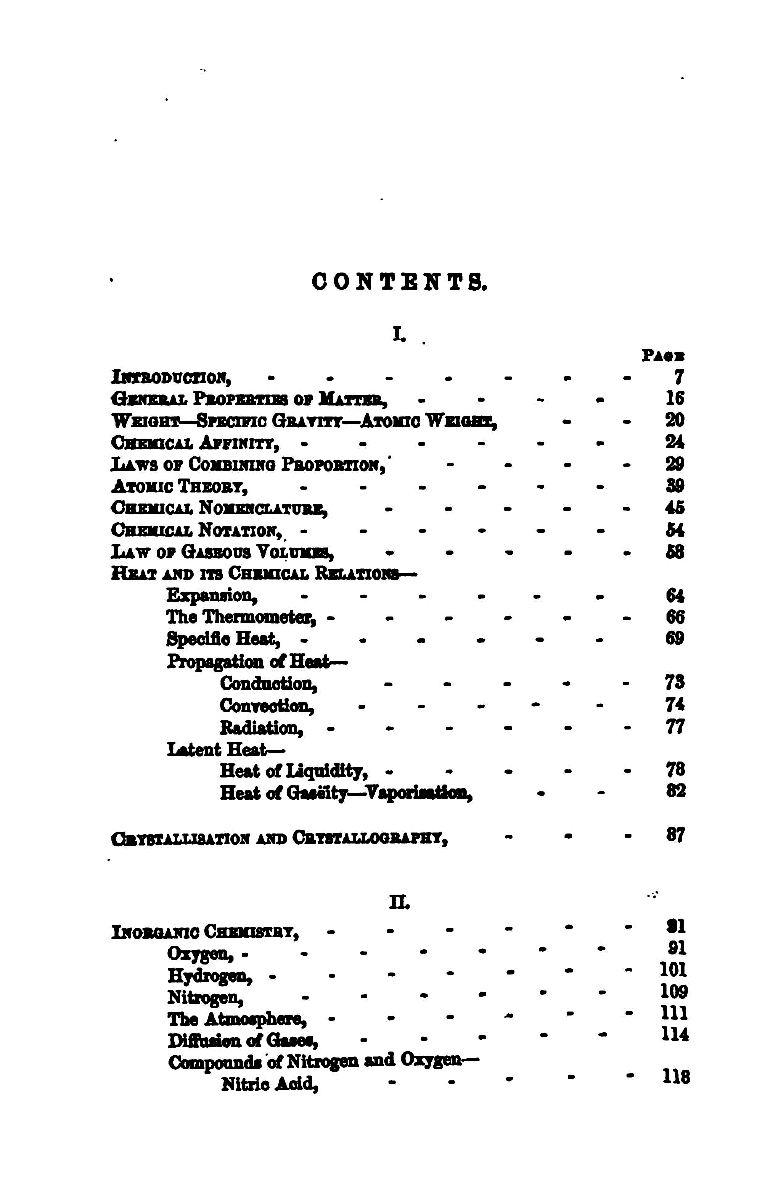 CONTENTS.
I.
PAGE
INTRODUCTION, - - - - - - - 7
GENERAL PROPERTIES OF MATTER, - - - - 16
WEIGHT—SPECIFIC GRAVITY—ATOMIC WEIGHT, - - 20
CHEMICAL AFFINITY, - - - - - - 24
LAWS OF COMBINING PROPORTION, - - - - 29
ATOMIC THEORY, - - - - - - 39
CHEMICAL NOMENCLATURE, - - - - - 45
CHEMICAL NOTATION, - - - - - - 54
LAW OF GASEOUS VOLUMES, - - - - - 58
HEAT AND ITS CHEMICAL RELATIONS—
Expansion, - - - - - - 64
The Thermometer, - - - - - - 66
Specific Heat, - - - - - - 69
Propagation of Heat—
Conduction, - - - - - 73
Convection, - - - - - 74
Radiation, - - - - - - 77
Latent Heat—
Heat of Liquidity, - - - - - 78
Heat of Gasëity—Vaporisation, - - 82
CRYSTALLISATION AND CRYSTALLOGRAPHY, - - - 87
II.
INORGANIC CHEMISTRY, - - - - - - 91
Oxygen, - - - - - - - 91
Hydrogen, - - - - - - - 101
Nitrogen, - - - - - - 109
The Atmosphere, - - - - - - 111
Diffusion of Gases, - - - - - 114
Compounds of Nitrogen and Oxygen—
Nitric Acid, - - - - - 118